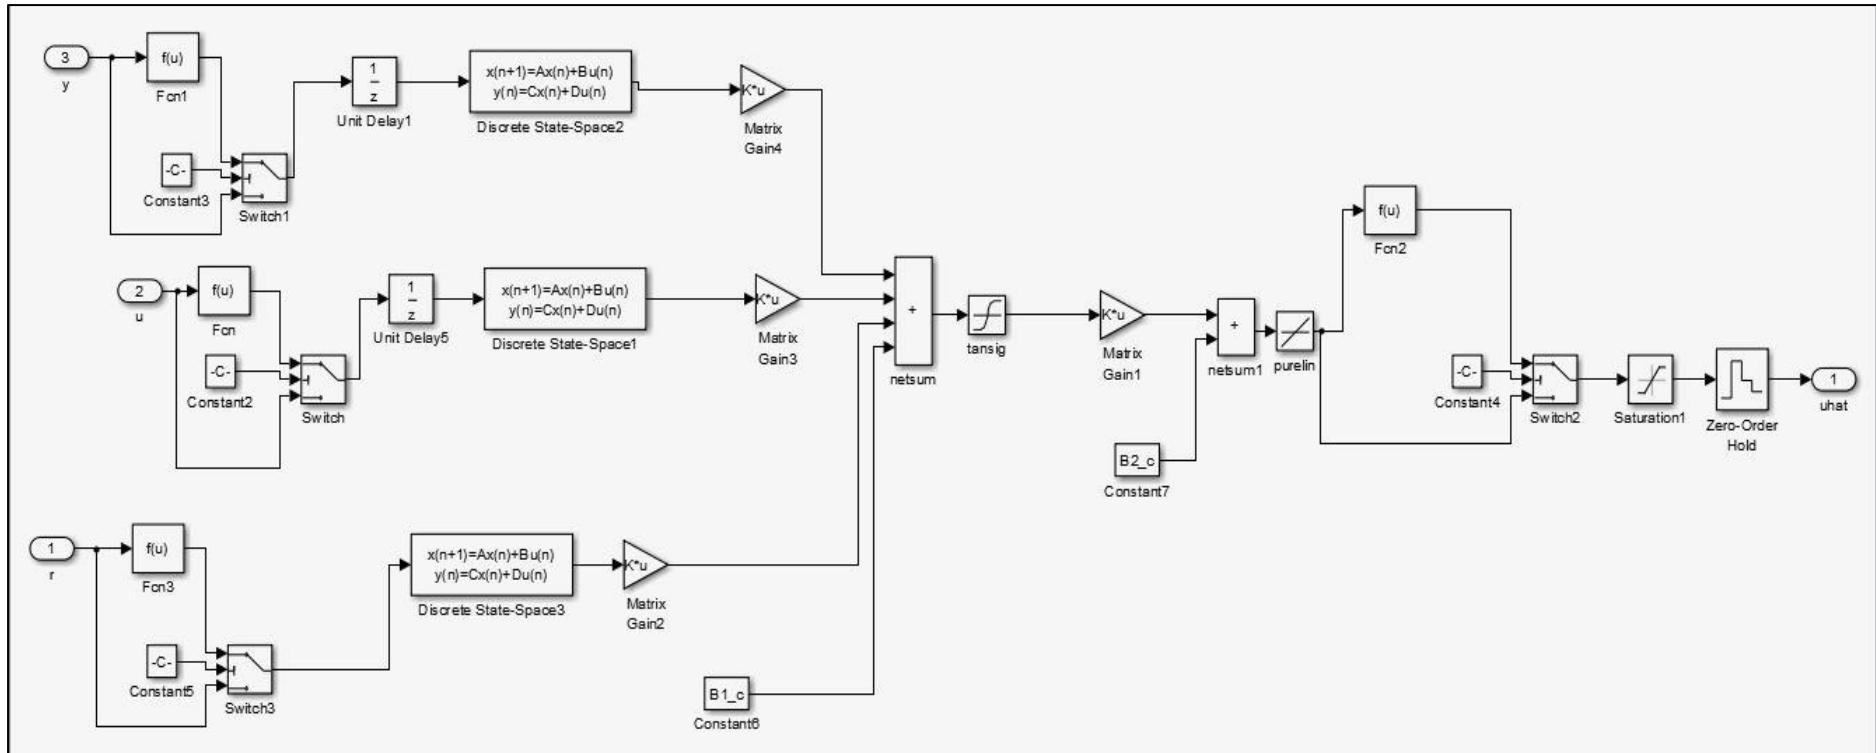 3
y
f(u)
Fcn1
-C-
Constant3
Switch1
1
z
Unit Delay1
x(n+1)=Ax(n)+Bu(n)
y(n)=Cx(n)+Du(n)
Discrete State-Space2
K*u
Matrix
Gain4
2
u
f(u)
Fcn
-C-
Constant2
Switch
1
z
Unit Delay5
x(n+1)=Ax(n)+Bu(n)
y(n)=Cx(n)+Du(n)
Discrete State-Space1
K*u
Matrix
Gain3
1
r
f(u)
Fcn3
-C-
Constant5
Switch3
x(n+1)=Ax(n)+Bu(n)
y(n)=Cx(n)+Du(n)
Discrete State-Space3
K*u
Matrix
Gain2
B1_c
Constant6
+
netsum
tansig
K*u
Matrix
Gain1
B2_c
Constant7
+
netsum1
purelin
f(u)
Fcn2
-C-
Constant4
Switch2
Saturation1
Zero-Order
Hold
1
uhat